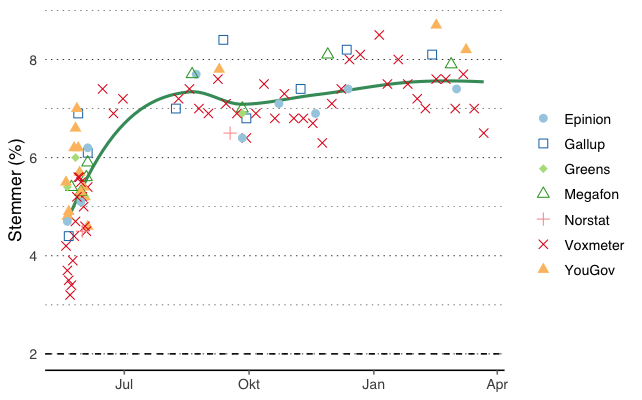 Stemmer (%)
8
6
4
2
Jul
Okt
Jan
Apr
Epinion
Gallup
Greens
Megafon
Norstat
Voxmeter
YouGov